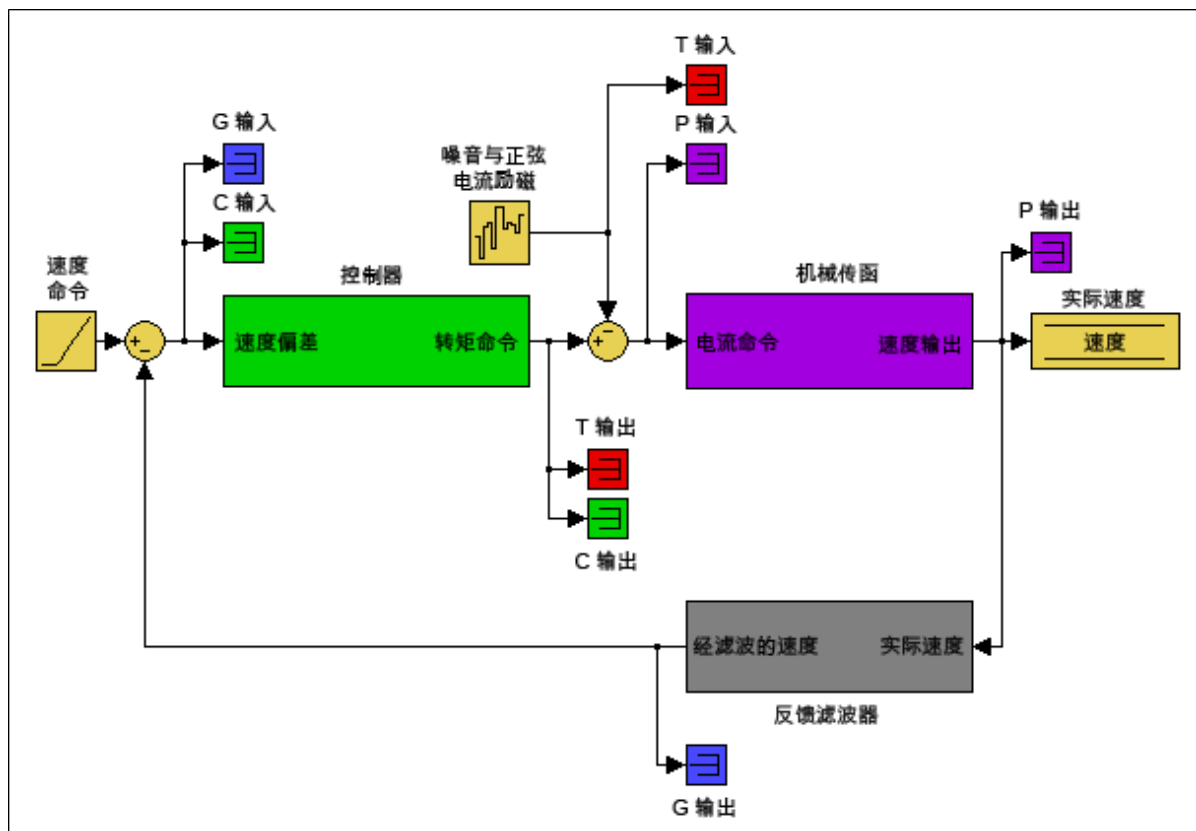 T 输入
P 输入
G 输入
噪音与正弦
电流励磁
C 输入
P 输出
速度
命令
控制器
机械传函
实际速度
+
−
速度偏差
转矩命令
+
−
电流命令
速度输出
速度
T 输出
C 输出
经滤波的速度
实际速度
反馈滤波器
G 输出